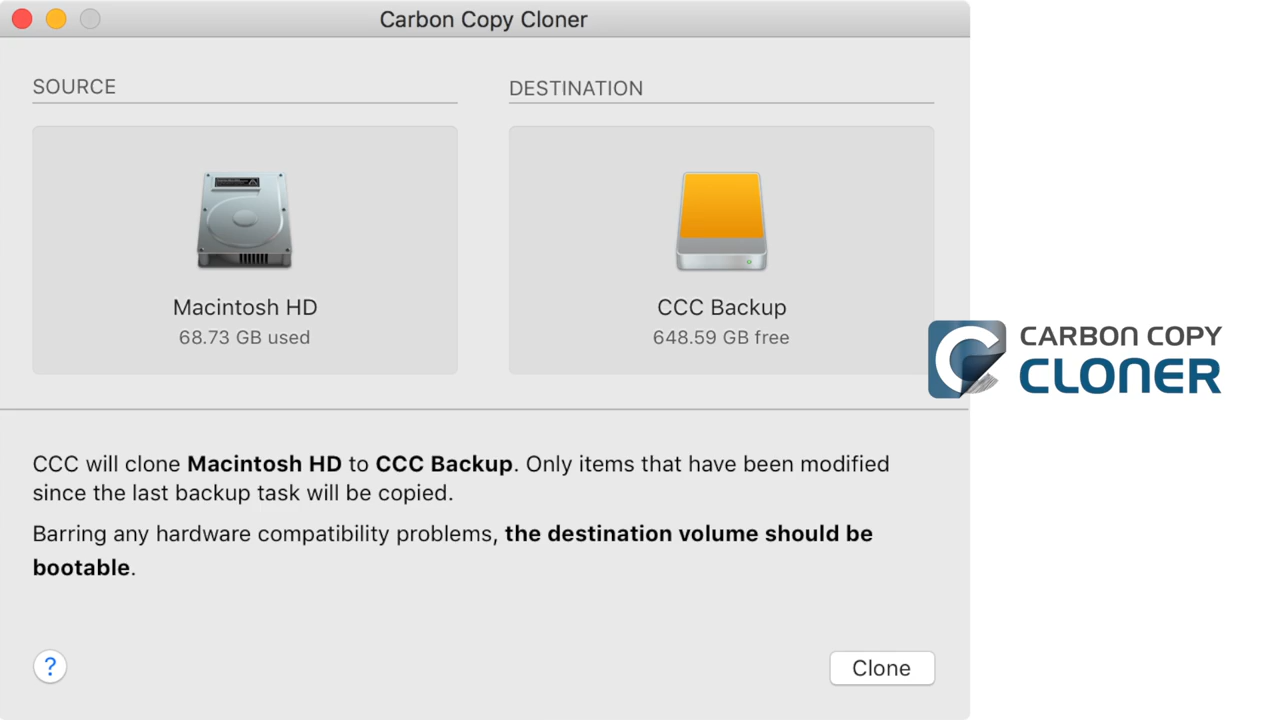 Carbon Copy Cloner
SOURCE
DESTINATION
Macintosh HD
68.73 GB used
CCC Backup
648.59 GB free
CARBON COPY
CLONER
CCC will clone Macintosh HD to CCC Backup. Only items that have been modified
since the last backup task will be copied.
Barring any hardware compatibility problems, the destination volume should be
bootable.
?
Clone